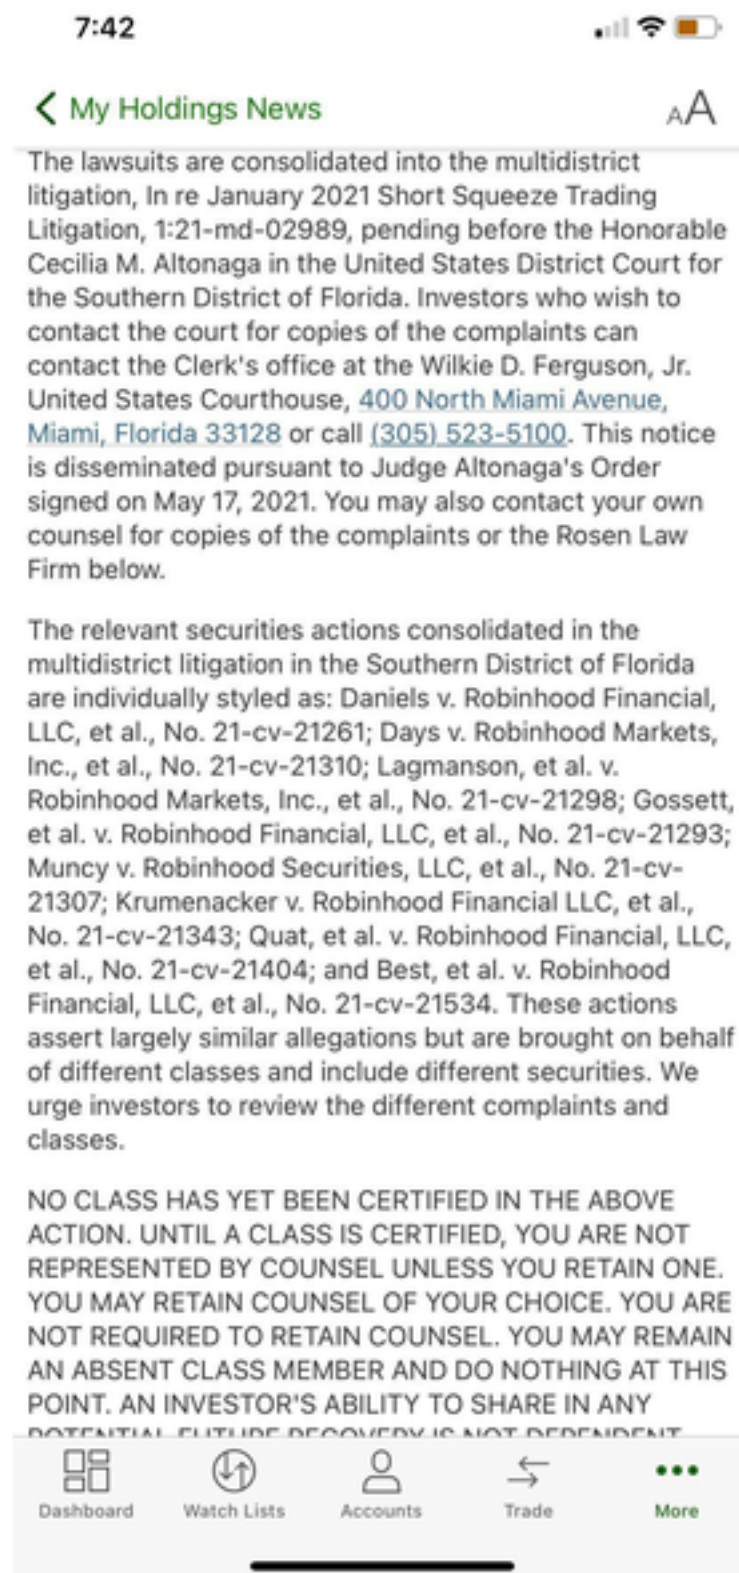 7:42
My Holdings News
AA
The lawsuits are consolidated into the multidistrict
litigation, In re January 2021 Short Squeeze Trading
Litigation, 1:21-md-02989, pending before the Honorable
Cecilia M. Altonaga in the United States District Court for
the Southern District of Florida. Investors who wish to
contact the court for copies of the complaints can
contact the Clerk's office at the Wilkie D. Ferguson, Jr.
United States Courthouse, 400 North Miami Avenue,
Miami, Florida 33128 or call (305) 523-5100. This notice
is disseminated pursuant to Judge Altonaga's Order
signed on May 17, 2021. You may also contact your own
counsel for copies of the complaints or the Rosen Law
Firm below.
The relevant securities actions consolidated in the
multidistrict litigation in the Southern District of Florida
are individually styled as: Daniels v. Robinhood Financial,
LLC, et al., No. 21-cv-21261; Days v. Robinhood Markets,
Inc., et al., No. 21-cv-21310; Lagmanson, et al. v.
Robinhood Markets, Inc., et al., No. 21-cv-21298; Gossett,
et al. v. Robinhood Financial, LLC, et al., No. 21-cv-21293;
Muncy v. Robinhood Securities, LLC, et al., No. 21-cv-
21307; Krumenacker v. Robinhood Financial LLC, et al.,
No. 21-cv-21343; Quat, et al. v. Robinhood Financial, LLC,
et al., No. 21-cv-21404; and Best, et al. v. Robinhood
Financial, LLC, et al., No. 21-cv-21534. These actions
assert largely similar allegations but are brought on behalf
of different classes and include different securities. We
urge investors to review the different complaints and
classes.
NO CLASS HAS YET BEEN CERTIFIED IN THE ABOVE
ACTION. UNTIL A CLASS IS CERTIFIED, YOU ARE NOT
REPRESENTED BY COUNSEL UNLESS YOU RETAIN ONE.
YOU MAY RETAIN COUNSEL OF YOUR CHOICE. YOU ARE
NOT REQUIRED TO RETAIN COUNSEL. YOU MAY REMAIN
AN ABSENT CLASS MEMBER AND DO NOTHING AT THIS
POINT. AN INVESTOR'S ABILITY TO SHARE IN ANY
POTENTIAL FUTURE RECOVERY IS NOT DEPENDENT
Dashboard
Watch Lists
Accounts
Trade
More